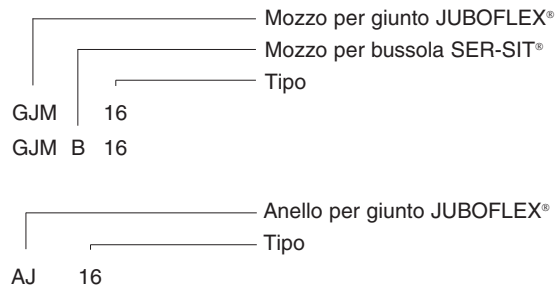 Mozzo per giunto JUBOFLEX®
Mozzo per bussola SER-SIT®
Tipo
GJM 16
GJM B 16
Anello per giunto JUBOFLEX®
Tipo
AJ 16